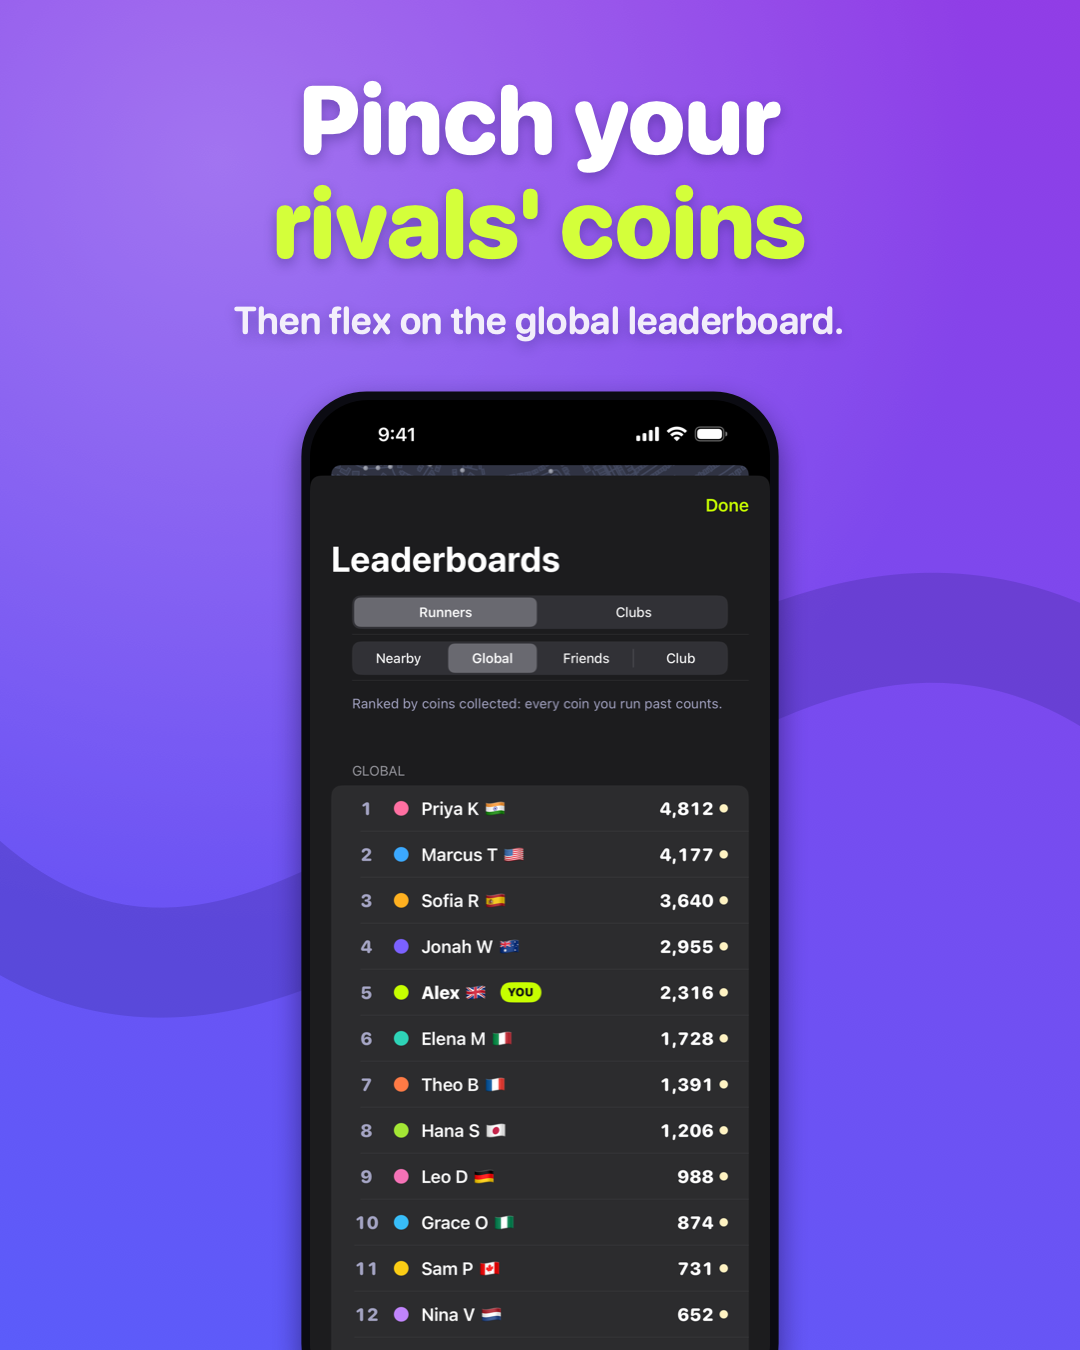 Pinch your
rivals' coins
Then flex on the global leaderboard.
9:41
Done
Leaderboards
Runners Clubs
Nearby Global Friends Club
Ranked by coins collected: every coin you run past counts.
GLOBAL
1 Priya K 4,812
2 Marcus T 4,177
3 Sofia R 3,640
4 Jonah W 2,955
5 Alex YOU 2,316
6 Elena M 1,728
7 Theo B 1,391
8 Hana S 1,206
9 Leo D 988
10 Grace O 874
11 Sam P 731
12 Nina V 652